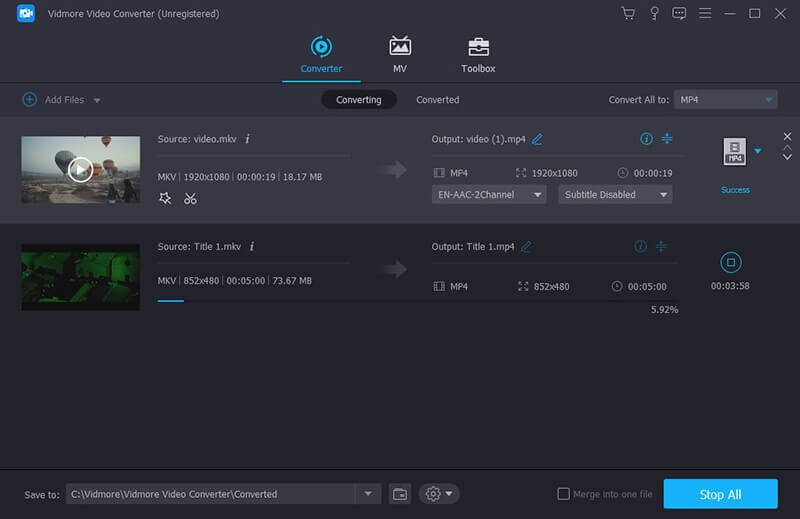 Vidmore Video Converter (Unregistered)
Converter
MV
Toolbox
Add Files
Converting
Converted
Convert All to:
MP4
Source: video.mkv
Output: video (1).mp4
MKV | 1920x1080 | 00:00:19 | 18.17 MB
MP4
1920x1080
00:00:19
MP4
EN-AAC-2Channel
Subtitle Disabled
Success
Source: Title 1.mkv
Output: Title 1.mp4
MKV | 852x480 | 00:05:00 | 73.67 MB
MP4
852x480
00:05:00
00:03:58
5.92%
Save to:
C:\Vidmore\Vidmore Video Converter\Converted
Merge into one file
Stop All